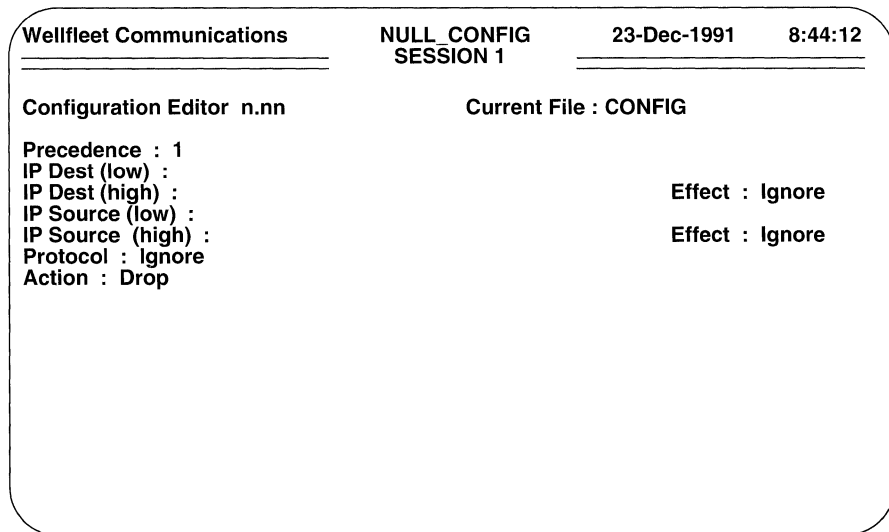 Wellfleet Communications NULL_CONFIG 23-Dec-1991 8:44:12
SESSION 1
Configuration Editor n.nn Current File : CONFIG
Precedence : 1
IP Dest (low) :
IP Dest (high) : Effect : Ignore
IP Source (low) :
IP Source (high) : Effect : Ignore
Protocol : Ignore
Action : Drop